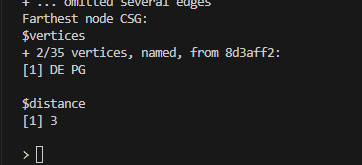 + ... omitted several edges
Farthest node CSG:
$vertices
+ 2/35 vertices, named, from 8d3aff2:
[1] DE PG
$distance
[1] 3
>